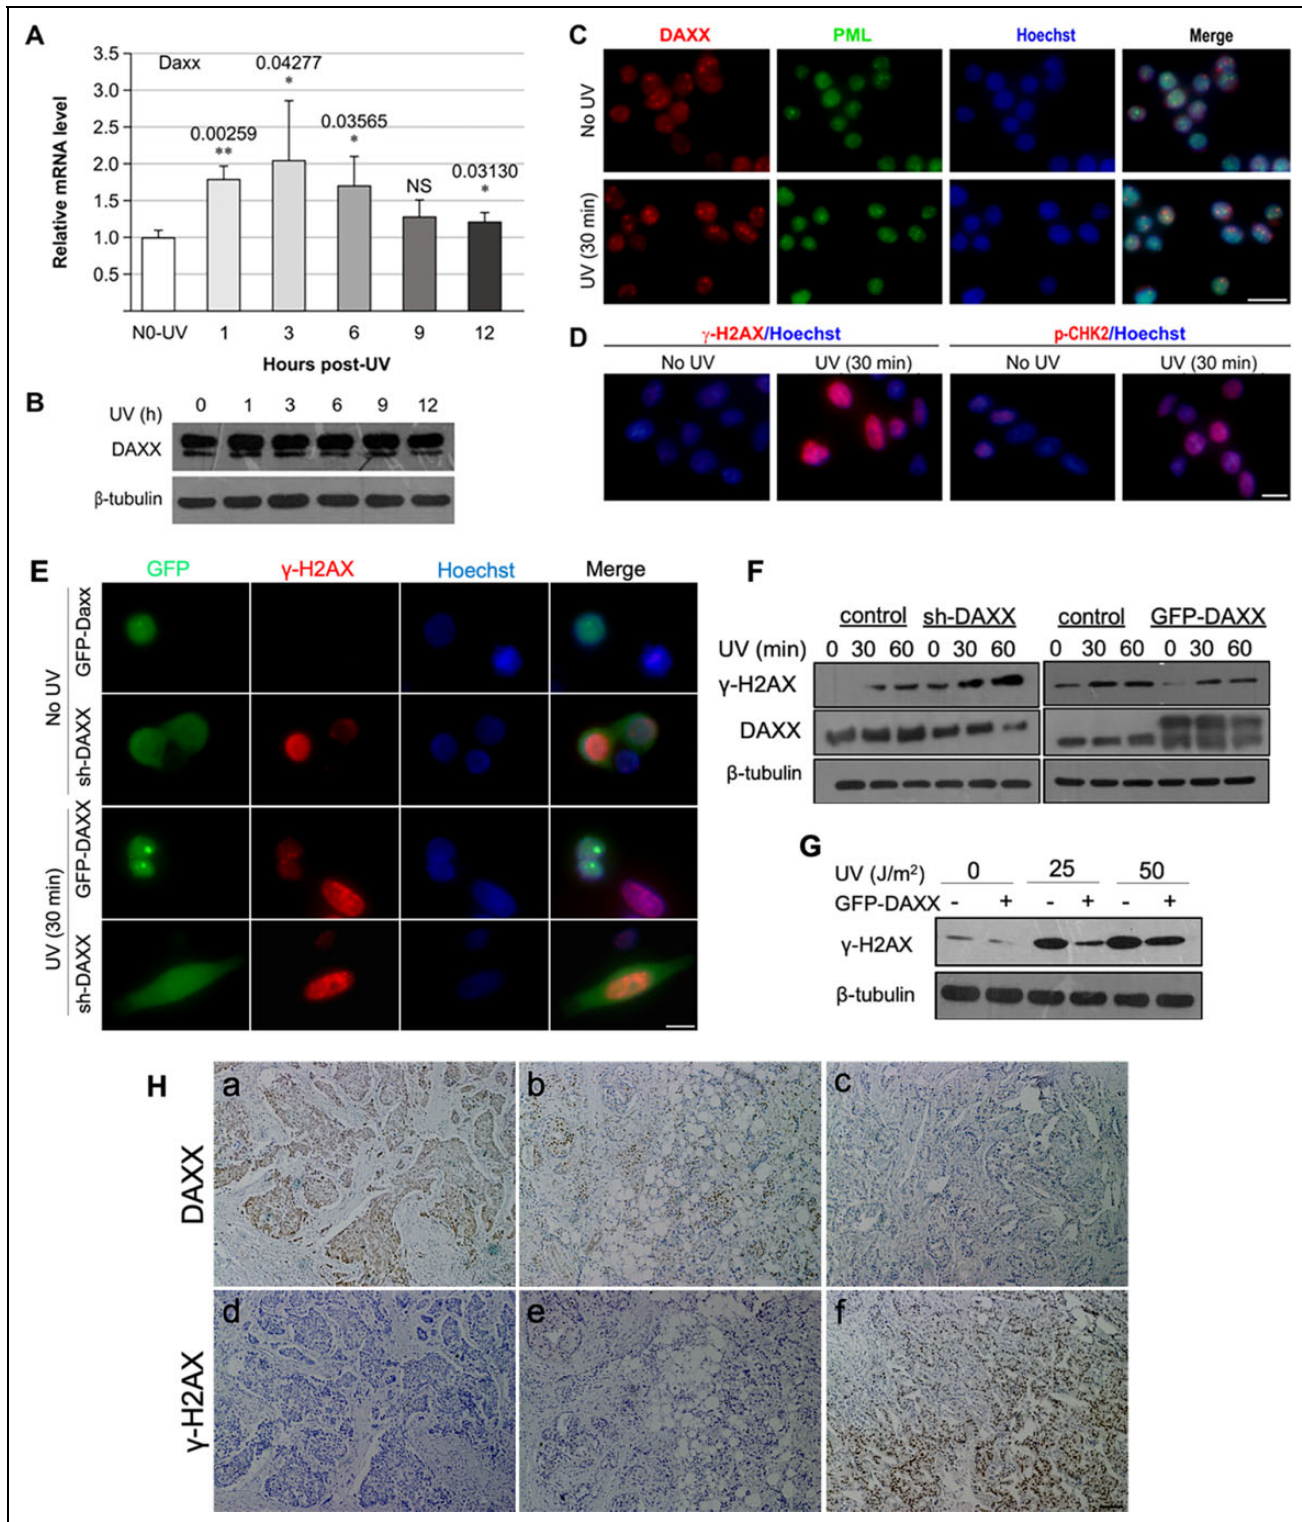 A
3.5
3.0
2.5
2.0
1.5
1.0
0.5
Relative mRNA level
Daxx
0.00259
**
0.04277
*
0.03565
*
NS
0.03130
*
N0-UV 1 3 6 9 12
Hours post-UV
B
UV (h) 0 1 3 6 9 12
DAXX
β-tubulin
C
DAXX PML Hoechst Merge
No UV
UV (30 min)
D
γ-H2AX/Hoechst p-CHK2/Hoechst
No UV UV (30 min) No UV UV (30 min)
E
GFP γ-H2AX Hoechst Merge
No UV
GFP-Daxx
sh-DAXX
UV (30 min)
GFP-DAXX
sh-DAXX
F
control sh-DAXX control GFP-DAXX
UV (min) 0 30 60 0 30 60 0 30 60 0 30 60
γ-H2AX
DAXX
β-tubulin
G
UV (J/m²) 0 25 50
GFP-DAXX - + - + - +
γ-H2AX
β-tubulin
H
DAXX
a b c
γ-H2AX
d e f